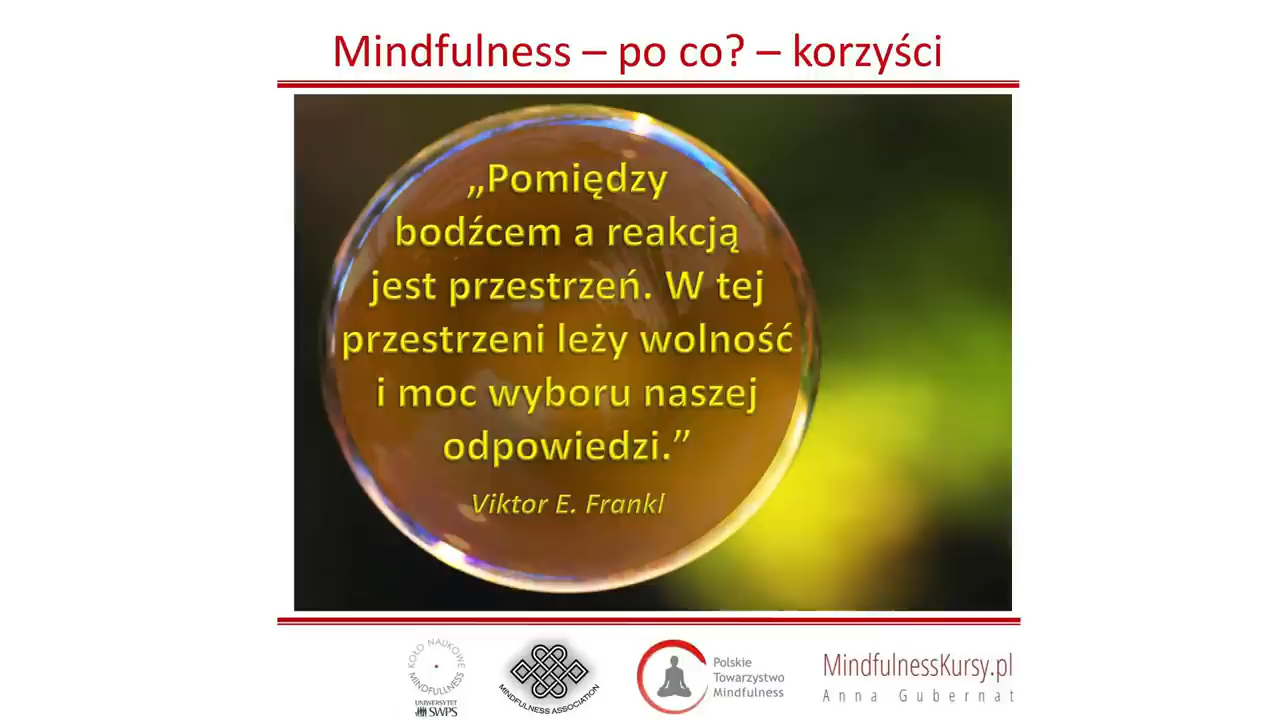 Mindfulness – po co? – korzyści
„Pomiędzy
bodźcem a reakcją
jest przestrzeń. W tej
przestrzeni leży wolność
i moc wyboru naszej
odpowiedzi.”
Viktor E. Frankl
KOŁO NAUKOWE
MINDFULLNESS
UNIWERSYTET
SWPS
MINDFULNESS ASSOCIATION
Polskie
Towarzystwo
Mindfulness
MindfulnessKursy.pl
Anna Gubernat